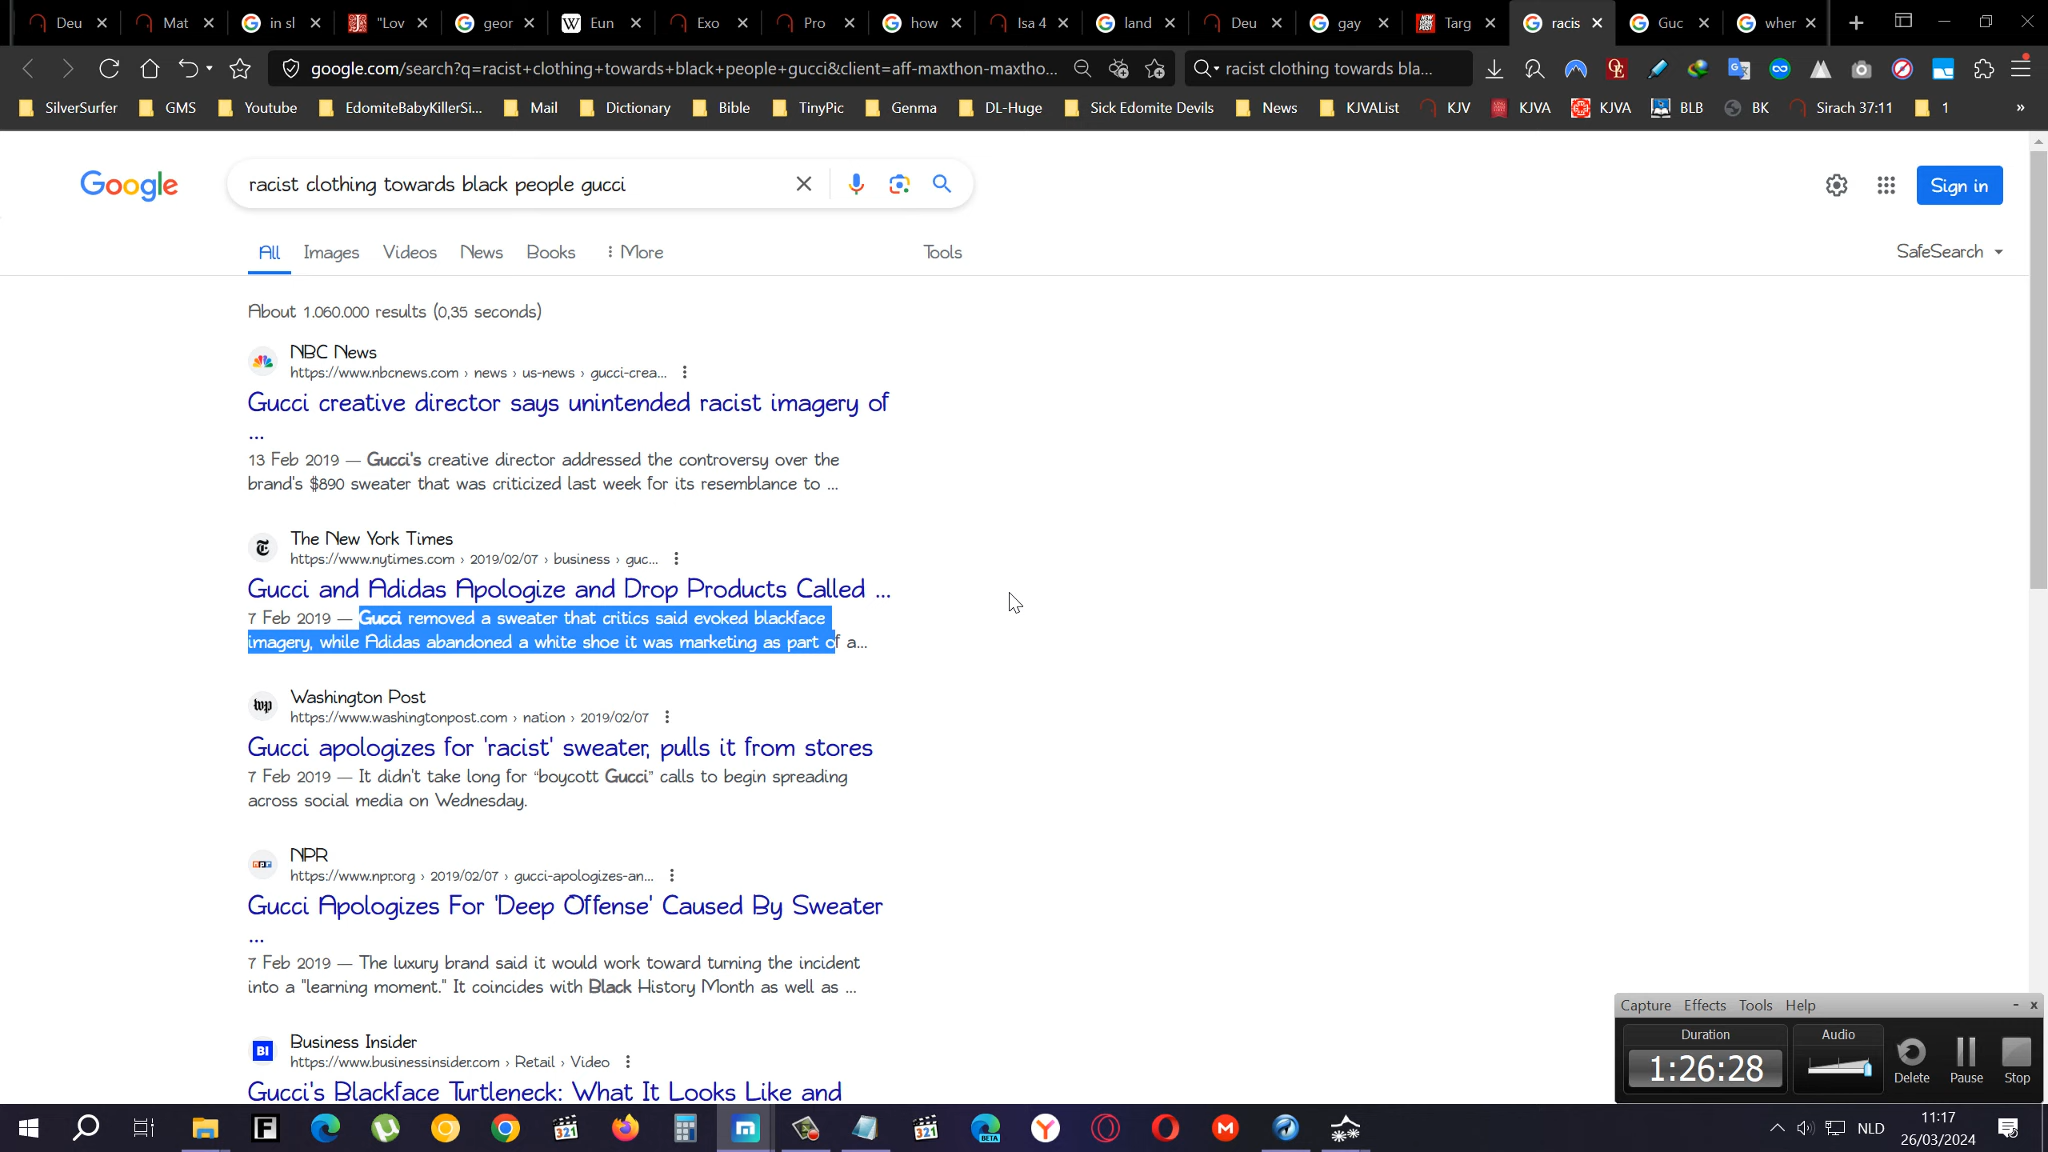 Deu
Mat
in sl
"Lov
geor
Eun
Exo
Pro
how
Isa 4
land
Deu
gay
Targ
racis
Guc
wher
google.com/search?q=racist+clothing+towards+black+people+gucci&client=aff-maxthon-maxtho...
racist clothing towards bla...
SilverSurfer
GMS
Youtube
EdomiteBabyKillerSi...
Mail
Dictionary
Bible
TinyPic
Genma
DL-Huge
Sick Edomite Devils
News
KJVAList
KJV
KJVA
KJVA
BLB
BK
Sirach 37:11
1
»
Google
racist clothing towards black people gucci
Sign in
All
Images
Videos
News
Books
More
Tools
SafeSearch
About 1.060.000 results (0,35 seconds)
NBC News
https://www.nbcnews.com › news › us-news › gucci-crea...
Gucci creative director says unintended racist imagery of
...
13 Feb 2019 — Gucci's creative director addressed the controversy over the
brand's $890 sweater that was criticized last week for its resemblance to ...
The New York Times
https://www.nytimes.com › 2019/02/07 › business › guc...
Gucci and Adidas Apologize and Drop Products Called ...
7 Feb 2019 — Gucci removed a sweater that critics said evoked blackface
imagery, while Adidas abandoned a white shoe it was marketing as part of a...
wp
Washington Post
https://www.washingtonpost.com › nation › 2019/02/07
Gucci apologizes for 'racist' sweater, pulls it from stores
7 Feb 2019 — It didn't take long for "boycott Gucci" calls to begin spreading
across social media on Wednesday.
npr
NPR
https://www.npr.org › 2019/02/07 › gucci-apologizes-an...
Gucci Apologizes For 'Deep Offense' Caused By Sweater
...
7 Feb 2019 — The luxury brand said it would work toward turning the incident
into a "learning moment." It coincides with Black History Month as well as ...
BI
Business Insider
https://www.businessinsider.com › Retail › Video
Gucci's Blackface Turtleneck: What It Looks Like and
Capture Effects Tools Help
Duration
Audio
1:26:28
Delete
Pause
Stop
NLD
11:17
26/03/2024